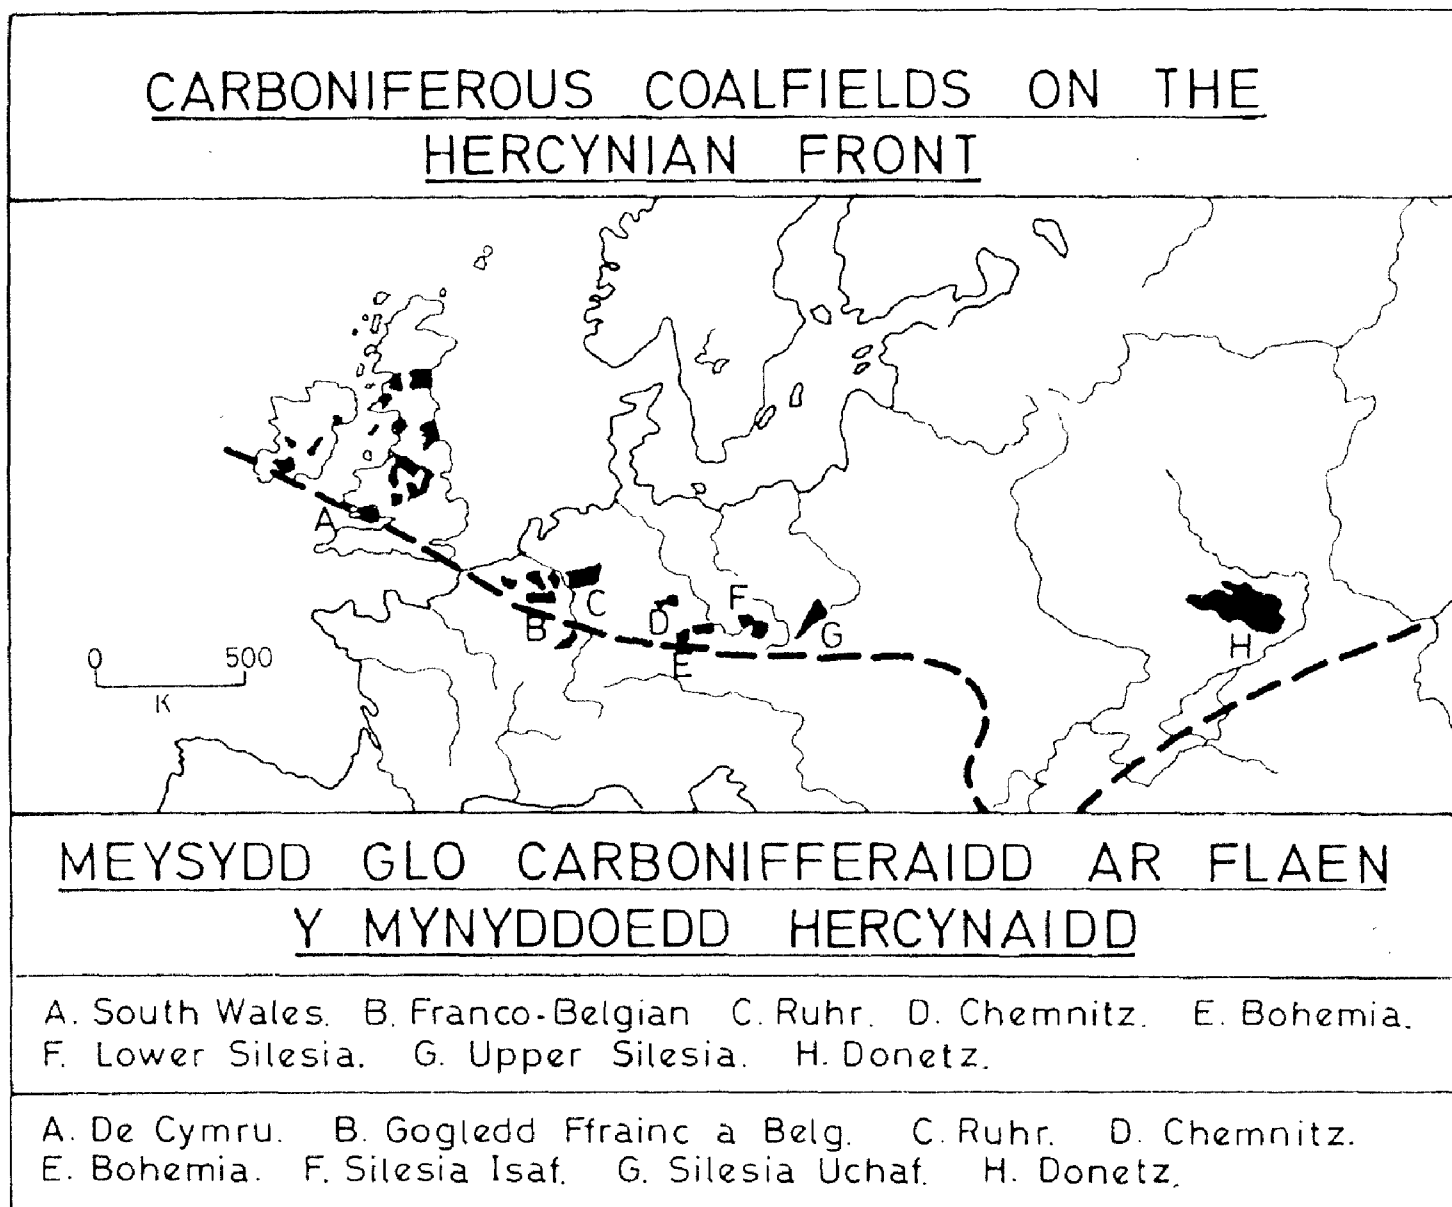 CARBONIFEROUS COALFIELDS ON THE
HERCYNIAN FRONT
A
B
C
D
E
F
G
H
0 500
K
MEYSYDD GLO CARBONIFFERAIDD AR FLAEN
Y MYNYDDOEDD HERCYNAIDD
A. South Wales. B. Franco-Belgian C. Ruhr. D. Chemnitz. E. Bohemia.
F. Lower Silesia. G. Upper Silesia. H. Donetz.
A. De Cymru. B. Gogledd Ffrainc a Belg. C. Ruhr. D. Chemnitz.
E. Bohemia. F. Silesia Isaf. G. Silesia Uchaf. H. Donetz.